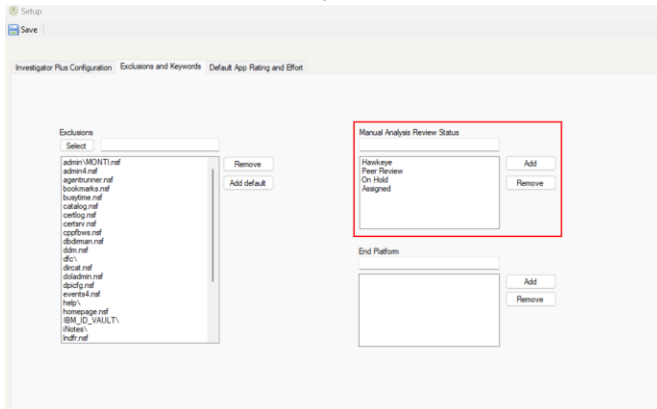 Setup
Save
Investigator Plus Configuration Exclusions and Keywords Default App Rating and Effort
Exclusions
Select
admin\MONTI.nsf
admin4.nsf
agentrunner.nsf
bookmarks.nsf
busytime.nsf
catalog.nsf
certlog.nsf
certsrv.nsf
cppfbws.nsf
dbdirman.nsf
ddm.nsf
dfc\
dircat.nsf
doladmin.nsf
dpicfg.nsf
events4.nsf
help\
homepage.nsf
IBM_ID_VAULT\
iNotes\
lndfr.nsf
Remove
Add default
Manual Analysis Review Status
Hawkeye
Peer Review
On Hold
Assigned
Add
Remove
End Platform
Add
Remove